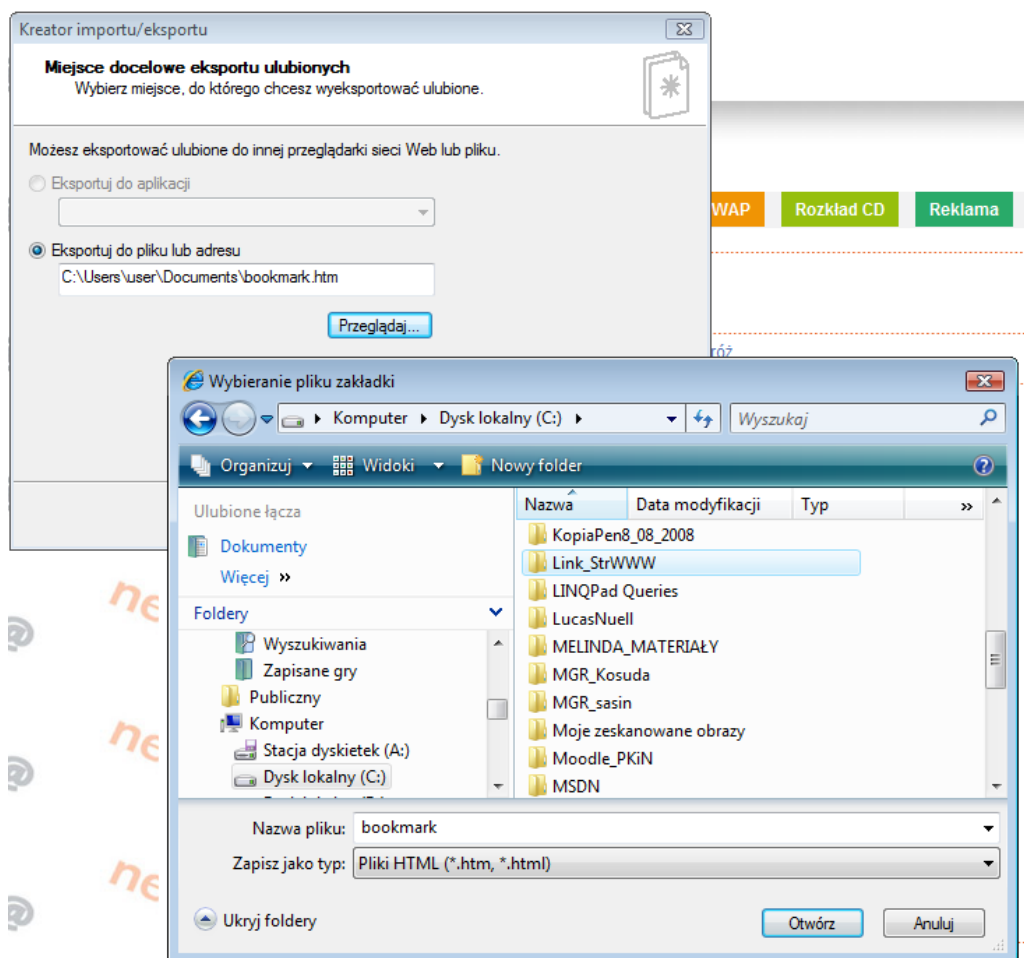 Kreator importu/eksportu
Miejsce docelowe eksportu ulubionych
Wybierz miejsce, do którego chcesz wyeksportować ulubione.
Możesz eksportować ulubione do innej przeglądarki sieci Web lub pliku.
Eksportuj do aplikacji
WAP Rozkład CD Reklama
Eksportuj do pliku lub adresu
C:\Users\user\Documents\bookmark.htm
Przeglądaj...
róż
Wybieranie pliku zakładki
Komputer Dysk lokalny (C:) Wyszukaj
Organizuj Widoki Nowy folder
Ulubione łącza
Dokumenty
Więcej »
Foldery
Wyszukiwania
Zapisane gry
Publiczny
Komputer
Stacja dyskietek (A:)
Dysk lokalny (C:)
Nazwa Data modyfikacji Typ »
KopiaPen8_08_2008
Link_StrWWW
LINQPad Queries
LucasNuell
MELINDA_MATERIAŁY
MGR_Kosuda
MGR_sasin
Moje zeskanowane obrazy
Moodle_PKiN
MSDN
Nazwa pliku: bookmark
Zapisz jako typ: Pliki HTML (*.htm, *.html)
Ukryj foldery Otwórz Anuluj
ne
@
ne
@
ne
@